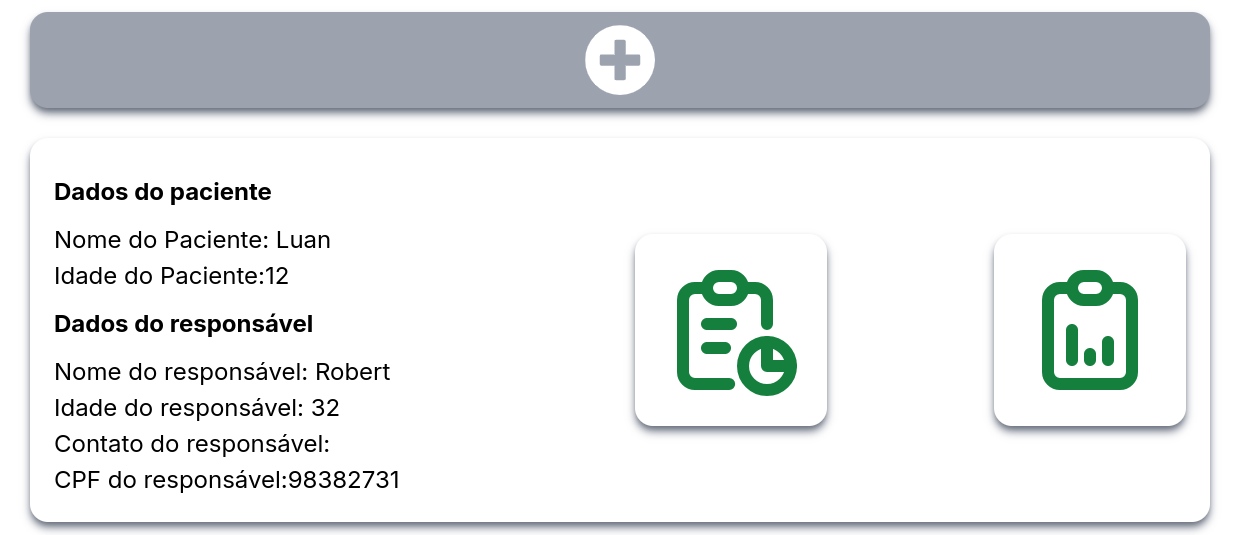 Dados do paciente
Nome do Paciente: Luan
Idade do Paciente:12
Dados do responsável
Nome do responsável: Robert
Idade do responsável: 32
Contato do responsável:
CPF do responsável:98382731